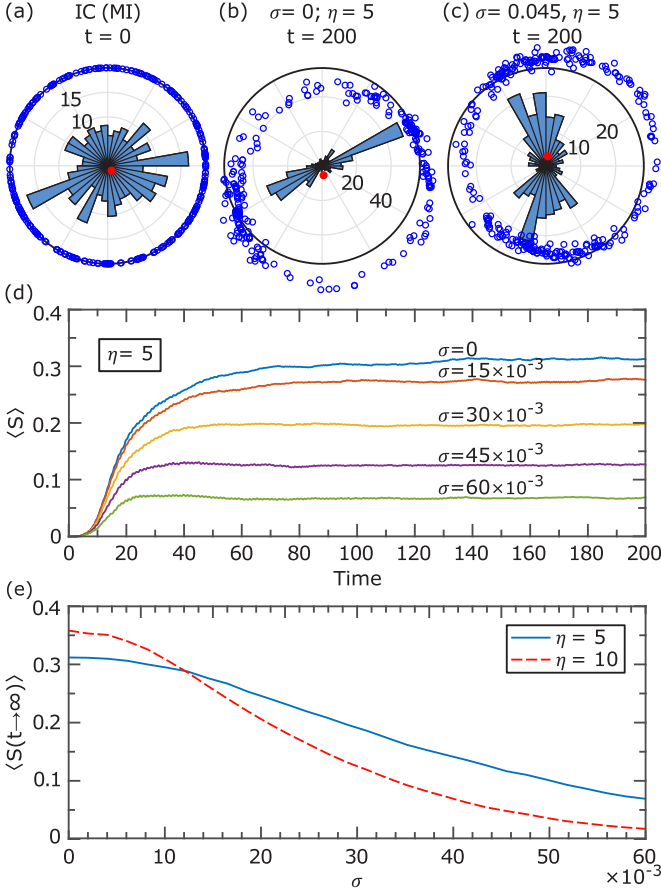 (a) IC (MI) (b) σ= 0; η = 5 (c) σ= 0.045, η= 5
t = 0 t = 200 t = 200
15
10
20
40
20
10
(d)
0.4
0.3
0.2
0.1
0
⟨S⟩
η= 5
σ=0
σ=15×10⁻³
σ=30×10⁻³
σ=45×10⁻³
σ=60×10⁻³
0 20 40 60 80 100 120 140 160 180 200
Time
(e)
0.4
0.3
0.2
0.1
0
⟨S(t→∞)⟩
η = 5
η = 10
0 10 20 30 40 50 60
×10⁻³
σ